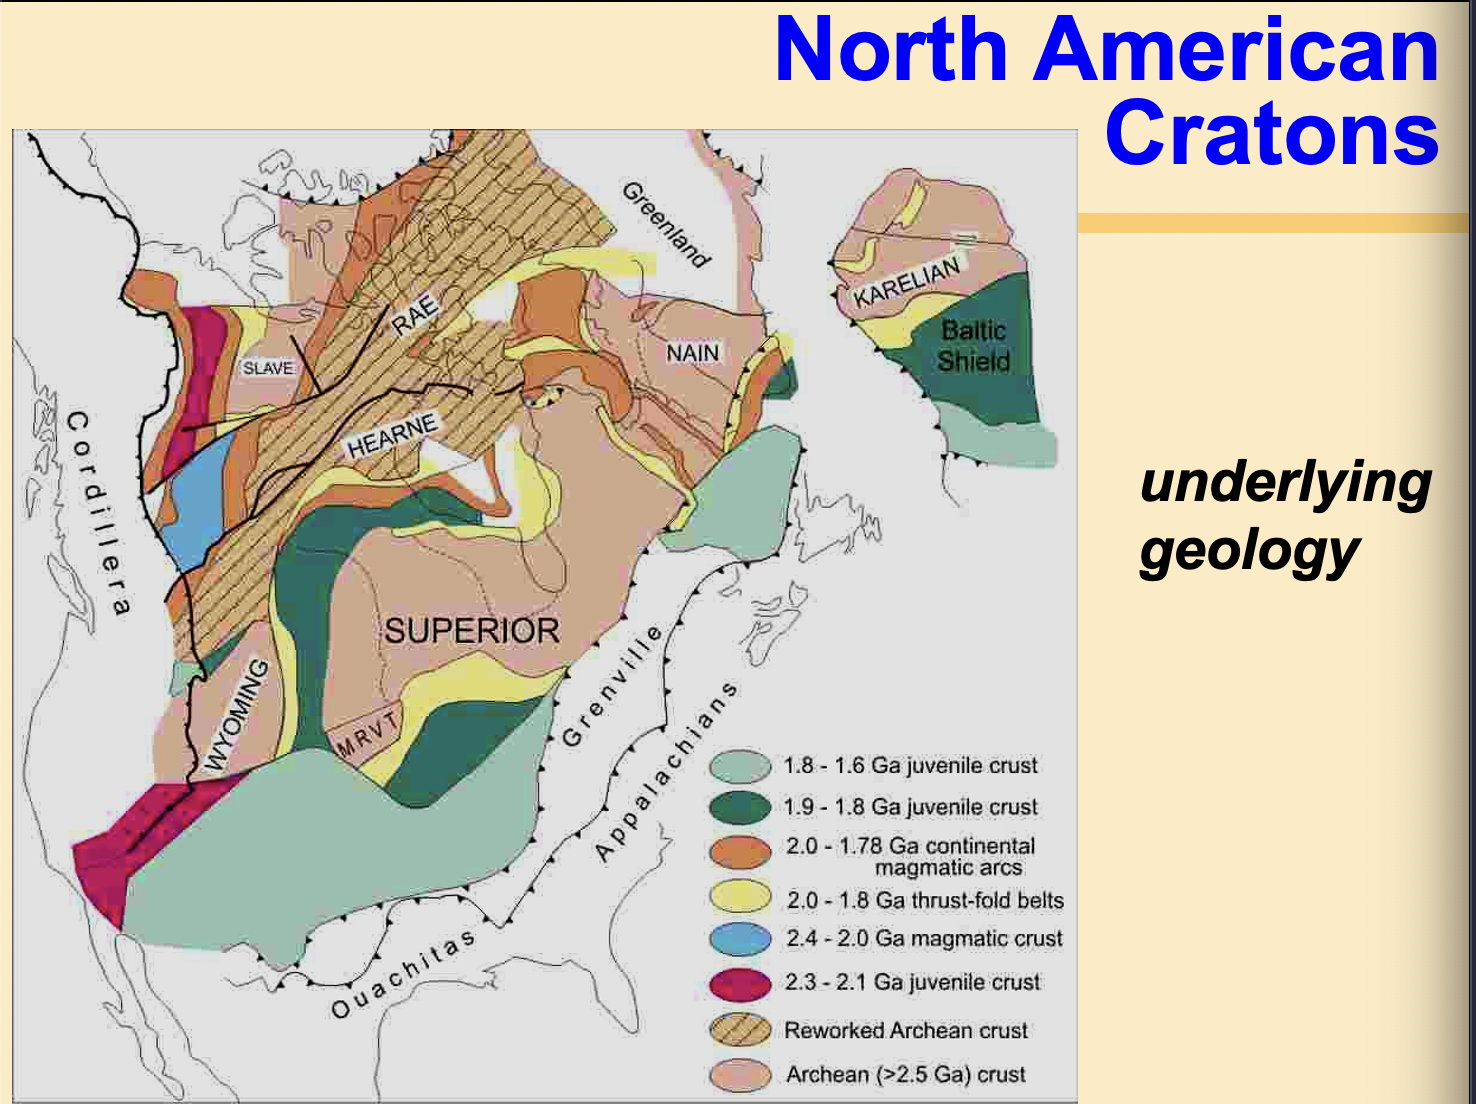 North American
Cratons
underlying
geology
Greenland
KARELIAN
Baltic
Shield
RAE
NAIN
SLAVE
HEARNE
Cordillera
SUPERIOR
WYOMING
MRVT
Grenville
Appalachians
Ouachitas
1.8 - 1.6 Ga juvenile crust
1.9 - 1.8 Ga juvenile crust
2.0 - 1.78 Ga continental
magmatic arcs
2.0 - 1.8 Ga thrust-fold belts
2.4 - 2.0 Ga magmatic crust
2.3 - 2.1 Ga juvenile crust
Reworked Archean crust
Archean (>2.5 Ga) crust